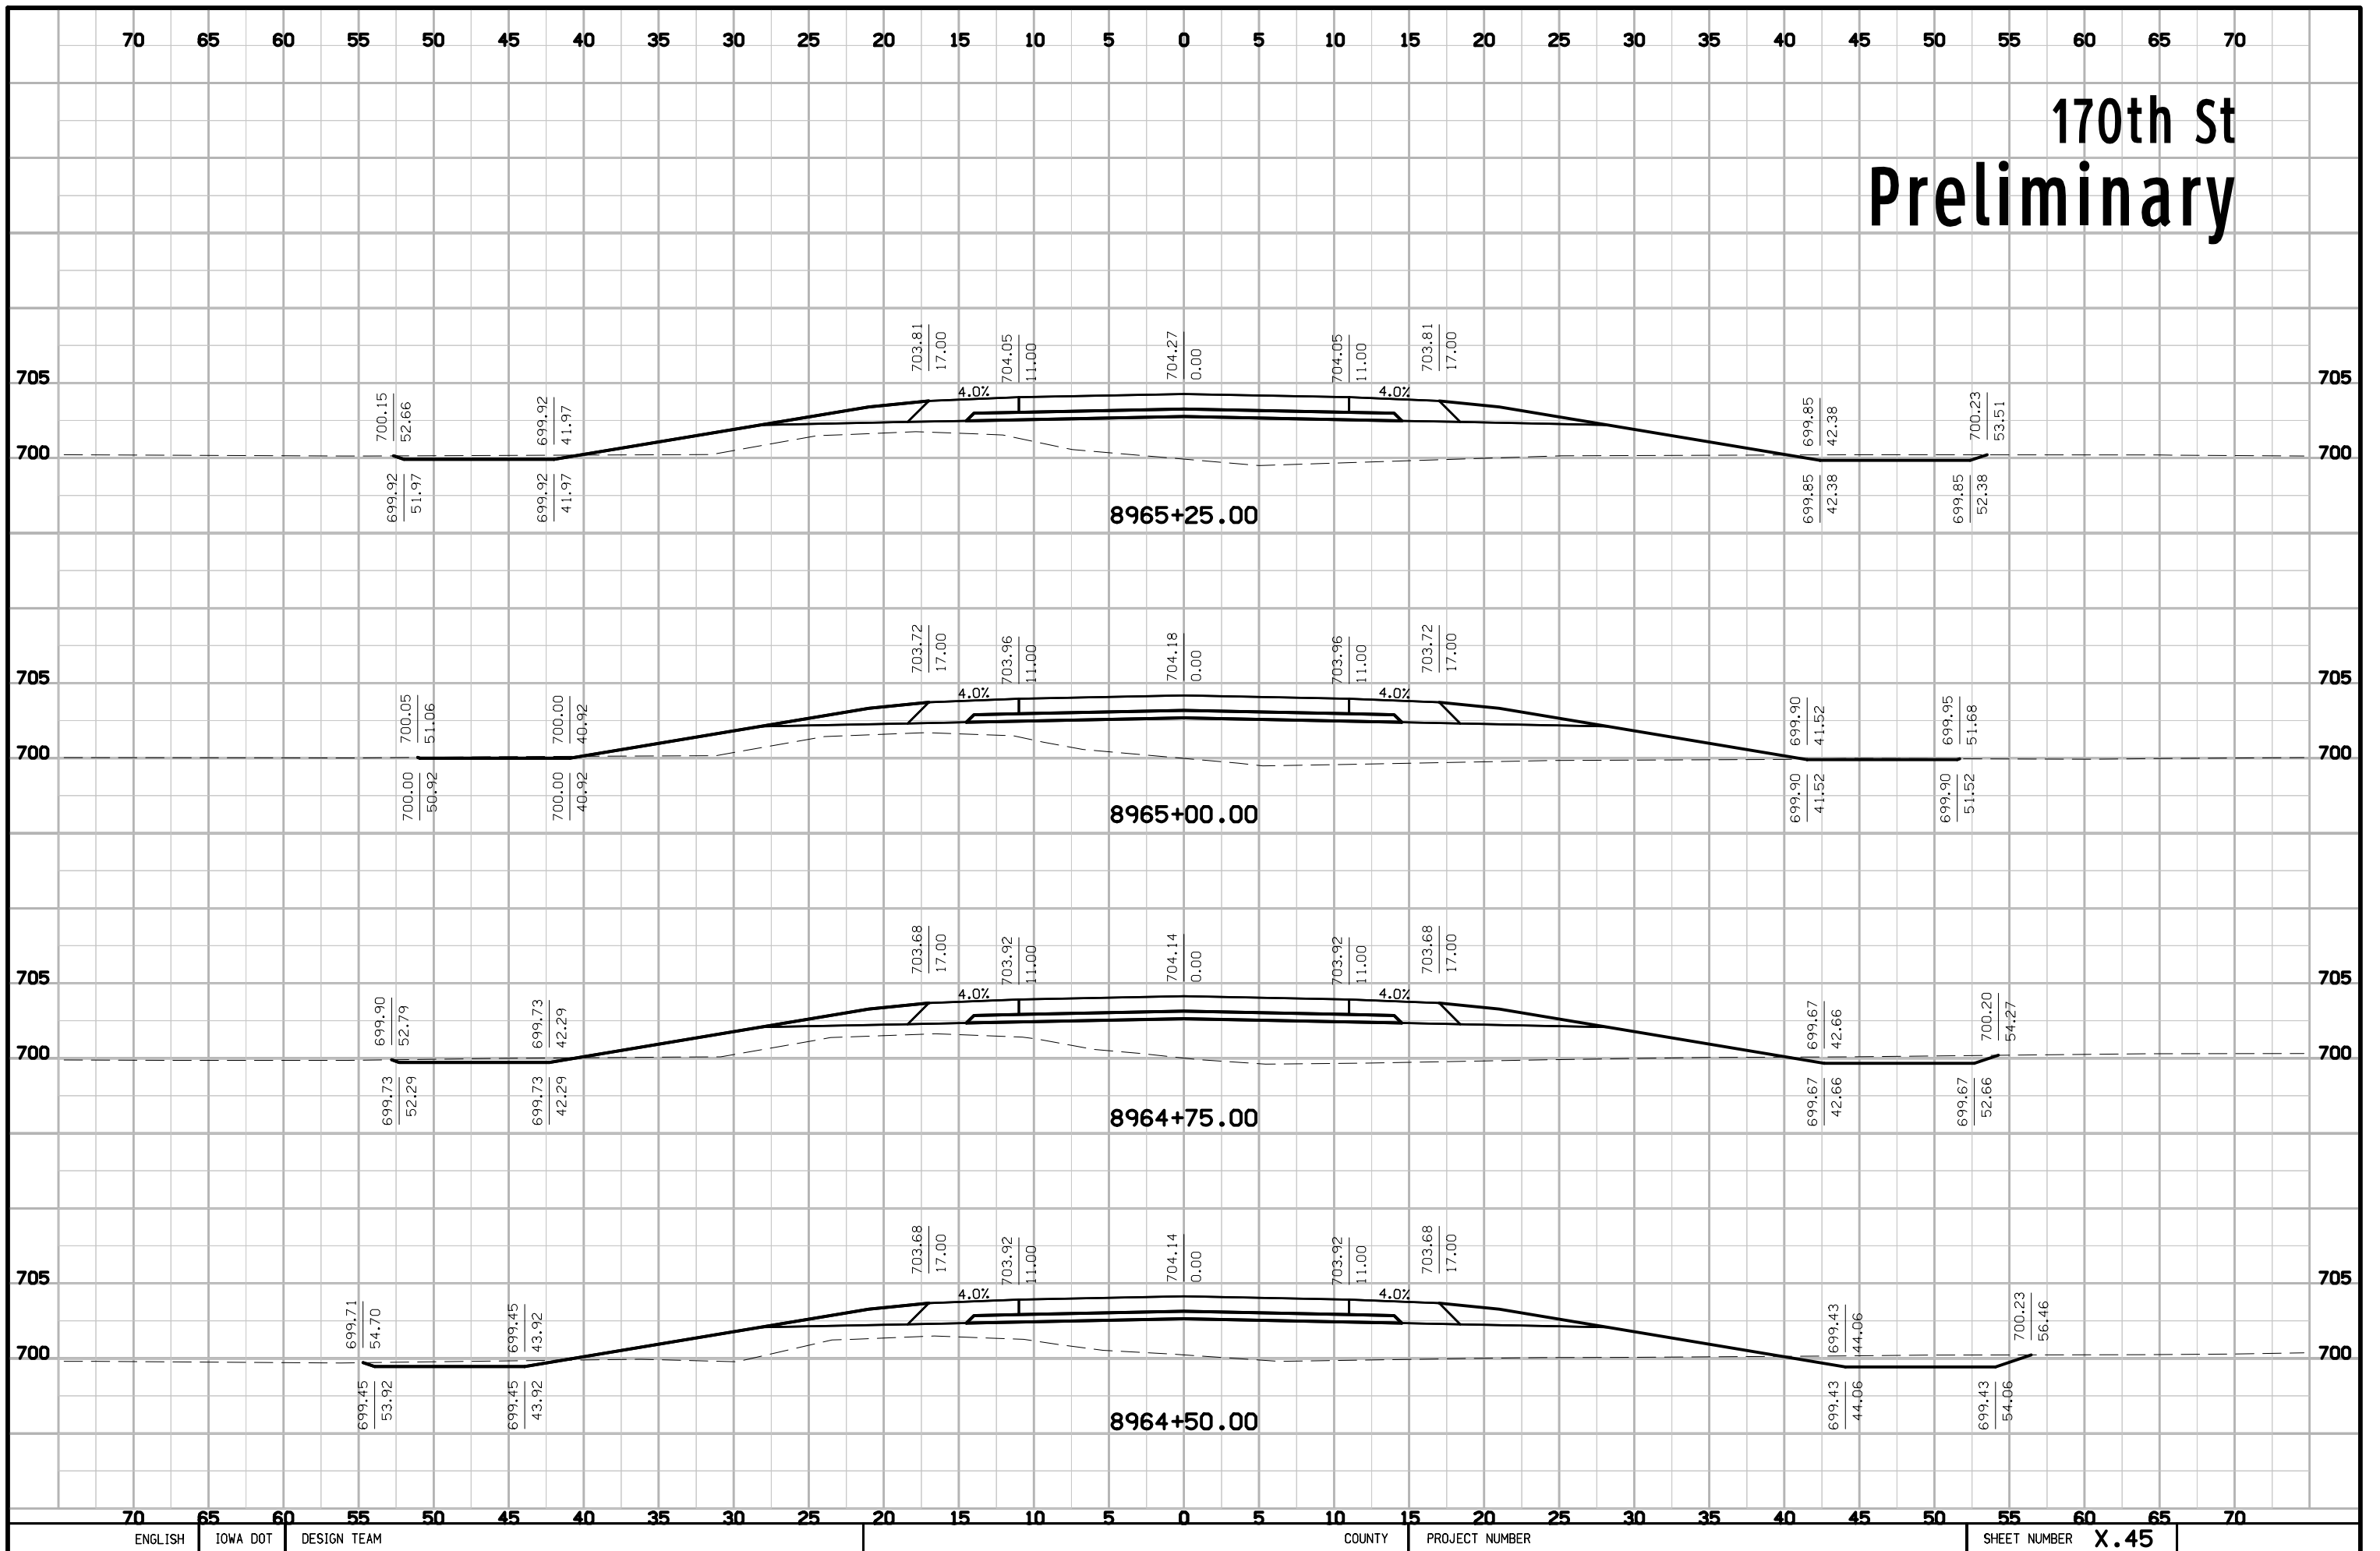 70 65 60 55 50 45 40 35 30 25 20 15 10 5 0 5 10 15 20 25 30 35 40 45 50 55 60 65 70
170th St
Preliminary
703.81 17.00 704.05 11.00 704.27 0.00 704.05 11.00 703.81 17.00
705 705
700.15 52.66 699.92 41.97 4.0% 4.0% 699.85 42.38 700.23 53.51
700 700
699.92 51.97 699.92 41.97 699.85 42.38 699.85 52.38
8965+25.00
703.72 17.00 703.96 11.00 704.18 0.00 703.96 11.00 703.72 17.00
705 705
700.05 51.06 700.00 40.92 4.0% 4.0% 699.90 41.52 699.95 51.68
700 700
700.00 50.92 700.00 40.92 699.90 41.52 699.90 51.52
8965+00.00
703.68 17.00 703.92 11.00 704.14 0.00 703.92 11.00 703.68 17.00
705 705
699.90 52.79 699.73 42.29 4.0% 4.0% 699.67 42.66 700.20 54.27
700 700
699.73 52.29 699.73 42.29 699.67 42.66 699.67 52.66
8964+75.00
703.68 17.00 703.92 11.00 704.14 0.00 703.92 11.00 703.68 17.00
705 705
699.71 54.70 699.45 43.92 4.0% 4.0% 699.43 44.06 700.23 56.46
700 700
699.45 53.92 699.45 43.92 699.43 44.06 699.43 54.06
8964+50.00
70 65 60 55 50 45 40 35 30 25 20 15 10 5 0 5 10 15 20 25 30 35 40 45 50 55 60 65 70
ENGLISH IOWA DOT DESIGN TEAM COUNTY PROJECT NUMBER SHEET NUMBER X.45